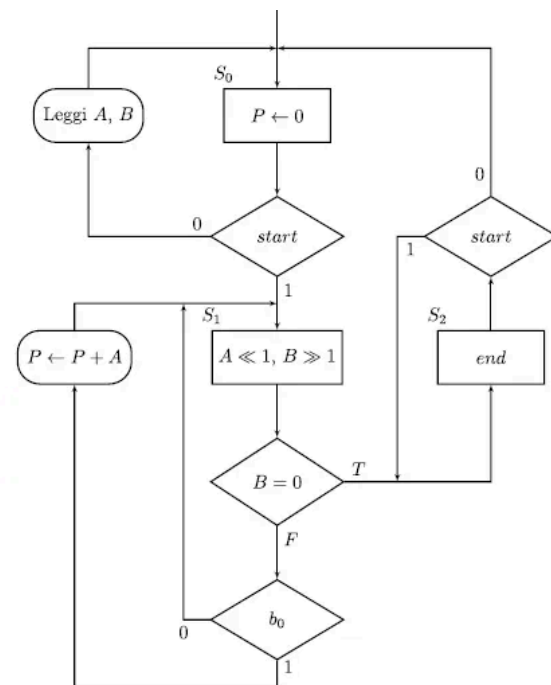 S₀
Leggi A, B
P ← 0
0
0
start
start
1
1
S₁
S₂
P ← P + A
A ≪ 1, B ≫ 1
end
B = 0
T
F
b₀
0
1